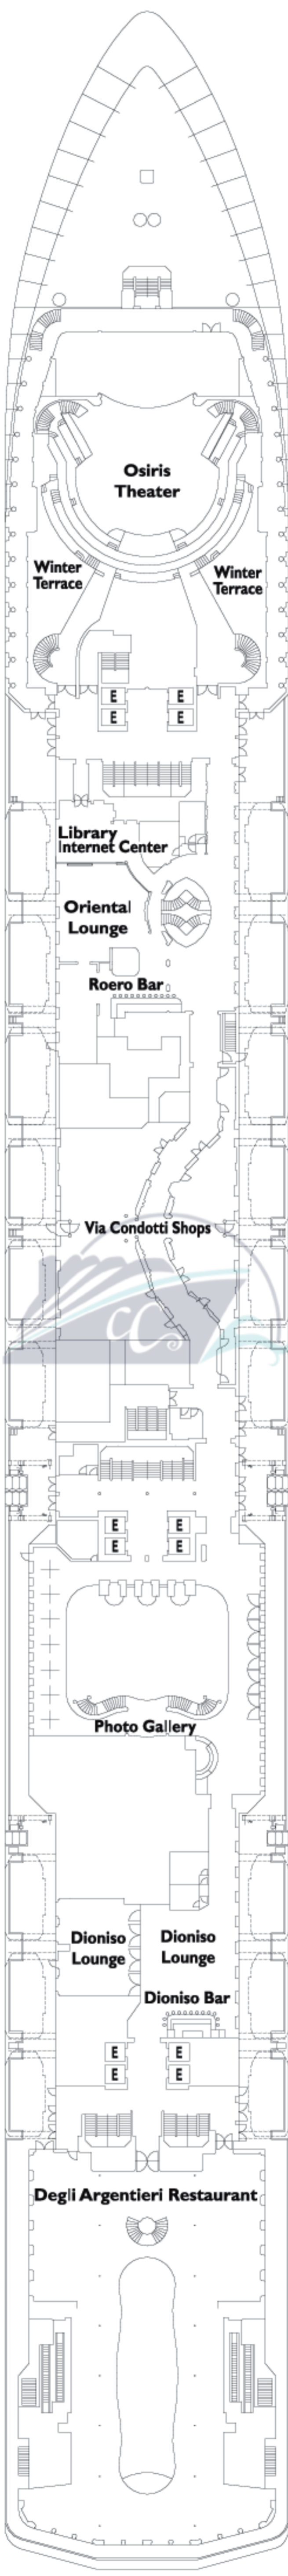 Osiris
Theater
Winter
Terrace
Winter
Terrace
E E
E E
Library
Internet Center
Oriental
Lounge
Roero Bar
Via Condotti Shops
CCS
E E
E E
Photo Gallery
Dioniso
Lounge
Dioniso
Lounge
Dioniso Bar
E E
E E
Degli Argentieri Restaurant